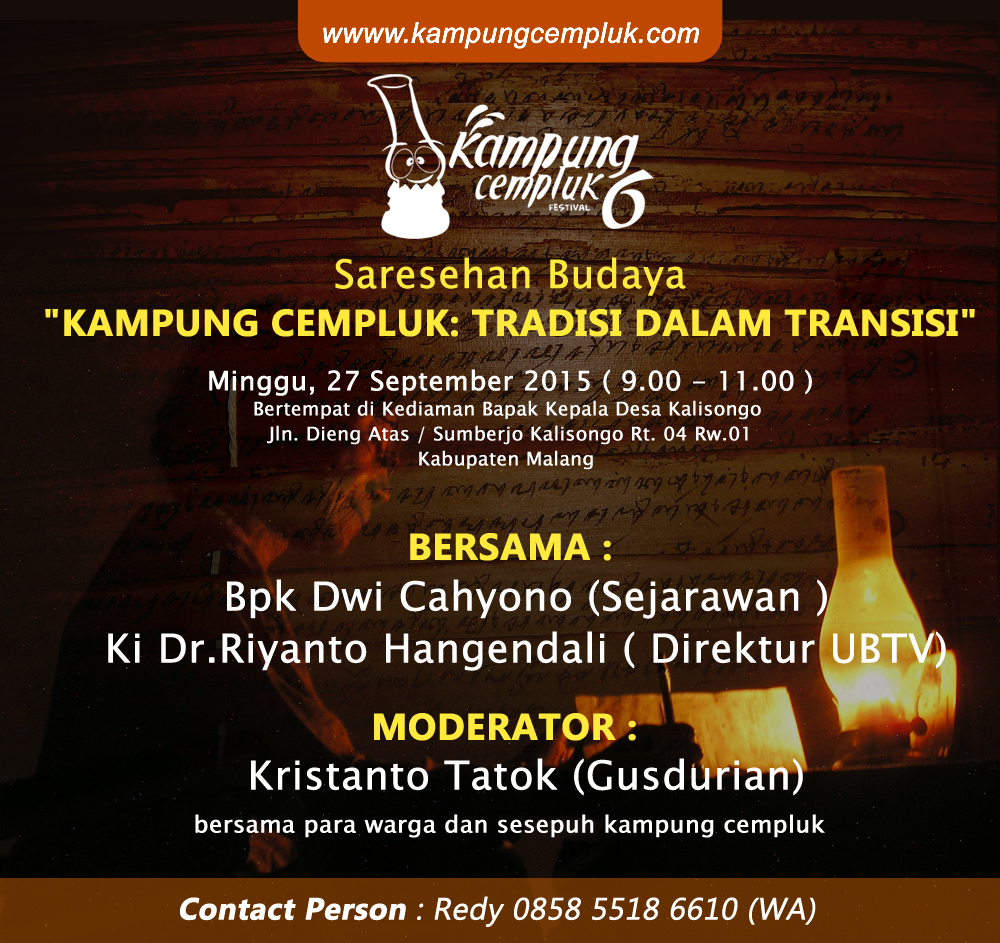 www.kampungcempluk.com
Kampung
cempluk 6
FESTIVAL
Saresehan Budaya
"KAMPUNG CEMPLUK: TRADISI DALAM TRANSISI"
Minggu, 27 September 2015 ( 9.00 - 11.00 )
Bertempat di Kediaman Bapak Kepala Desa Kalisongo
Jln. Dieng Atas / Sumberjo Kalisongo Rt. 04 Rw.01
Kabupaten Malang
BERSAMA :
Bpk Dwi Cahyono (Sejarawan )
Ki Dr.Riyanto Hangendali ( Direktur UBTV)
MODERATOR :
Kristanto Tatok (Gusdurian)
bersama para warga dan sesepuh kampung cempluk
Contact Person : Redy 0858 5518 6610 (WA)